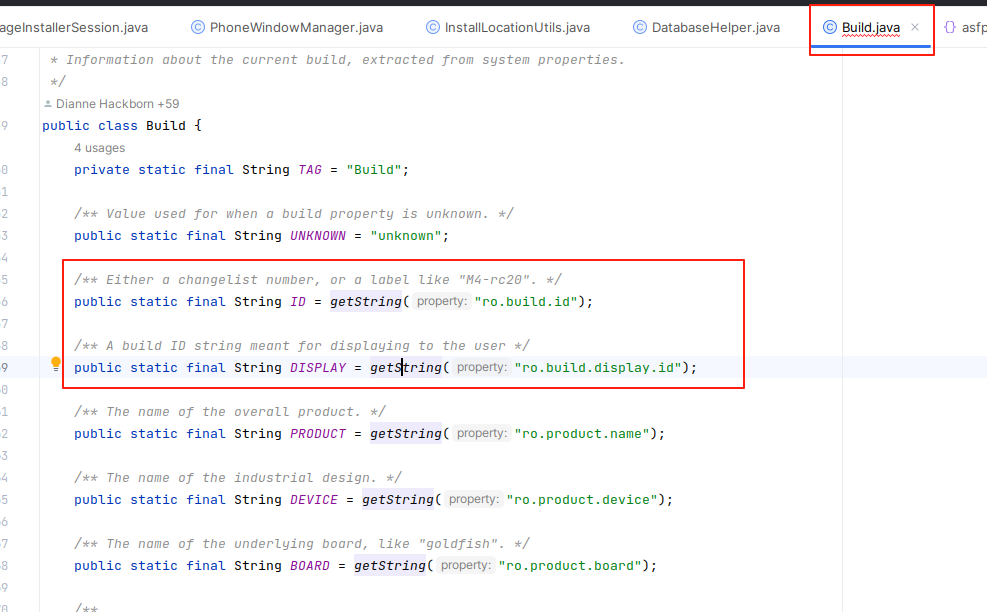 ageInstallerSession.java PhoneWindowManager.java InstallLocationUtils.java DatabaseHelper.java Build.java asfp
7 * Information about the current build, extracted from system properties.
8 */
Dianne Hackborn +59
9 public class Build {
4 usages
0 private static final String TAG = "Build";
1
2 /** Value used for when a build property is unknown. */
3 public static final String UNKNOWN = "unknown";
4
5 /** Either a changelist number, or a label like "M4-rc20". */
6 public static final String ID = getString( property: "ro.build.id");
7
8 /** A build ID string meant for displaying to the user */
9 public static final String DISPLAY = getString( property: "ro.build.display.id");
0
1 /** The name of the overall product. */
2 public static final String PRODUCT = getString( property: "ro.product.name");
3
4 /** The name of the industrial design. */
5 public static final String DEVICE = getString( property: "ro.product.device");
6
7 /** The name of the underlying board, like "goldfish". */
8 public static final String BOARD = getString( property: "ro.product.board");
9
0 /**